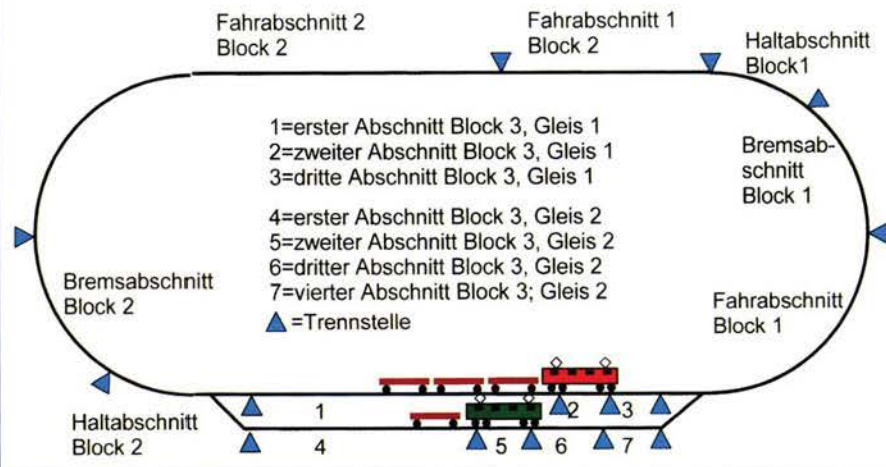 Fahrabschnitt 2
Block 2
Fahrabschnitt 1
Block 2
Haltabschnitt
Block1
1=erster Abschnitt Block 3, Gleis 1
2=zweiter Abschnitt Block 3, Gleis 1
3=dritte Abschnitt Block 3, Gleis 1
Bremsab-
schnitt
Block 1
4=erster Abschnitt Block 3, Gleis 2
5=zweiter Abschnitt Block 3, Gleis 2
6=dritter Abschnitt Block 3, Gleis 2
7=vierter Abschnitt Block 3; Gleis 2
=Trennstelle
Bremsabschnitt
Block 2
Fahrabschnitt
Block 1
Haltabschnitt
Block 2
1 2 3
4 5 6 7